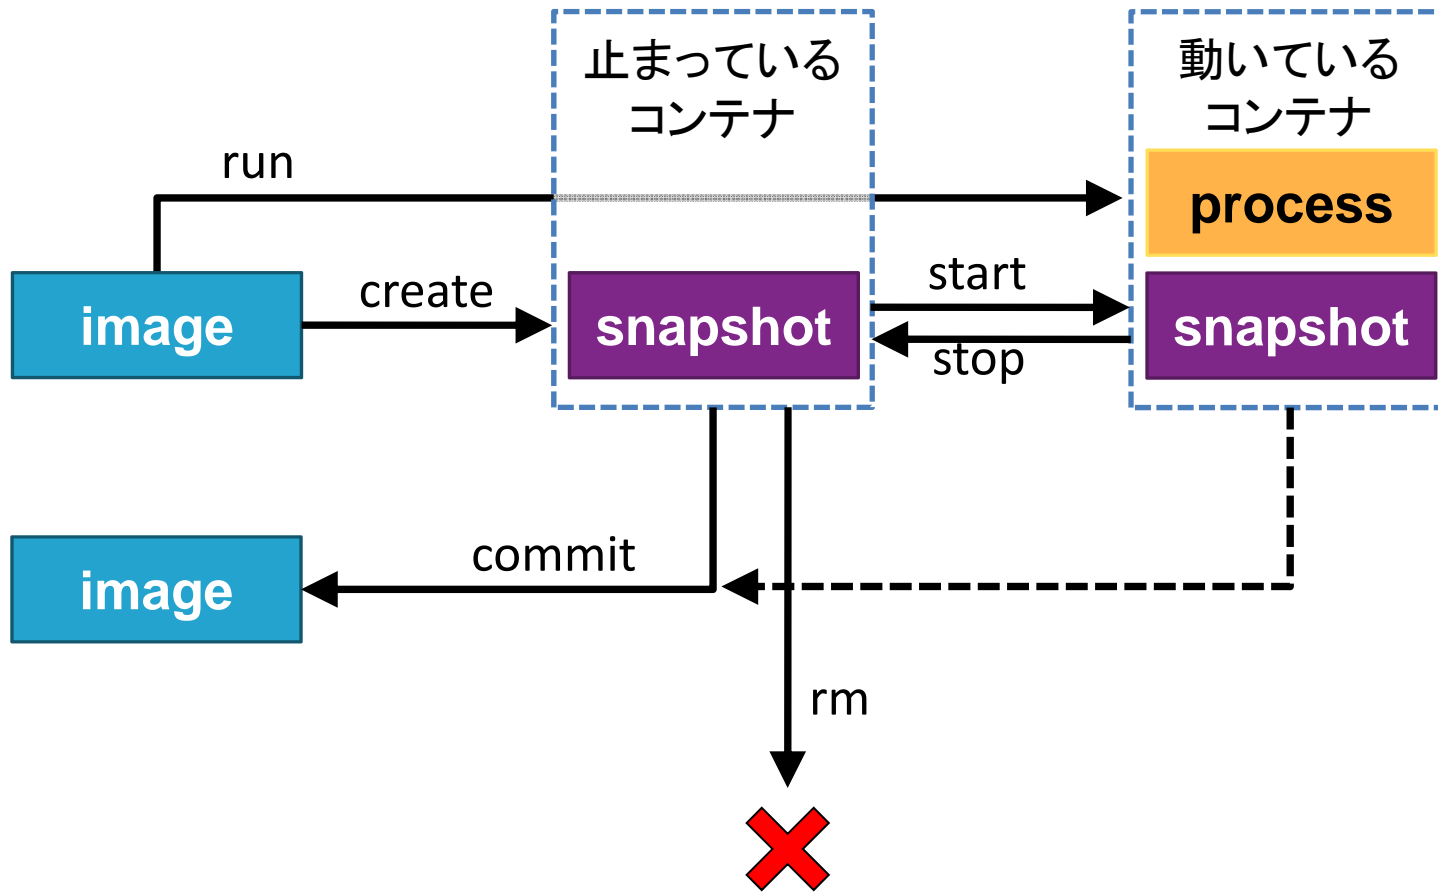 止まっている
コンテナ
動いている
コンテナ
run
process
image
create
snapshot
start
stop
snapshot
image
commit
rm